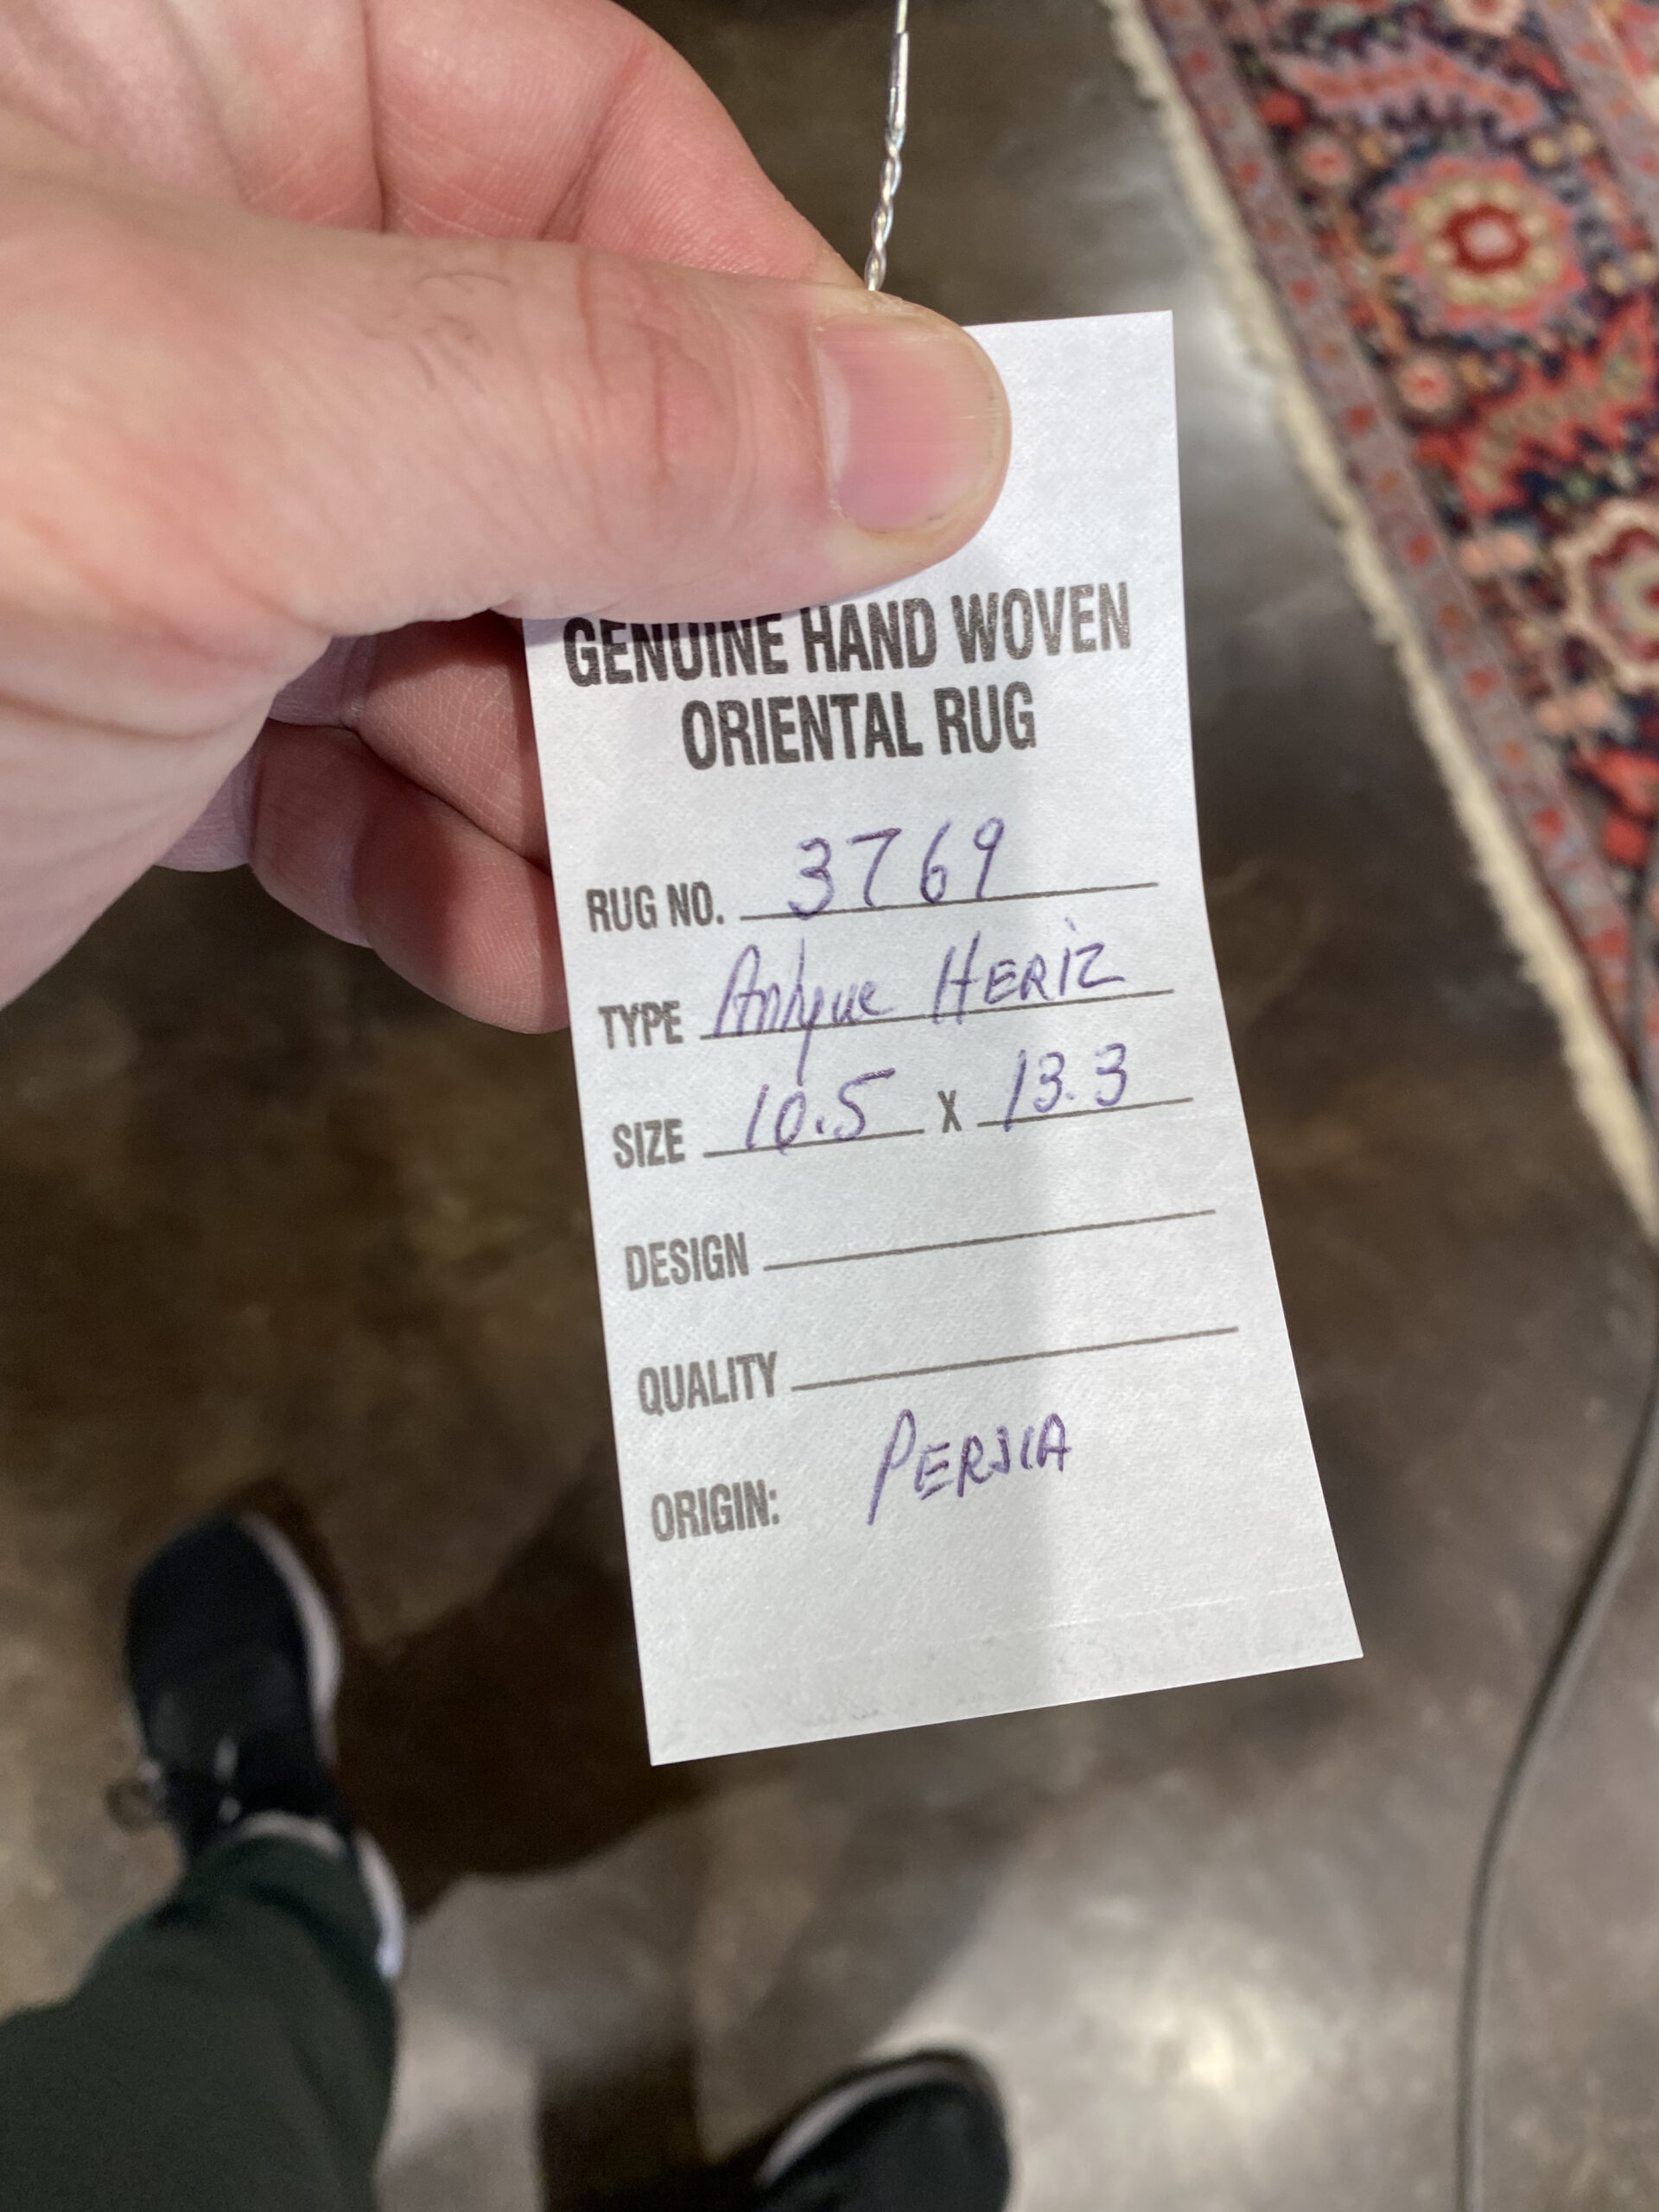 GENUINE HAND WOVEN
ORIENTAL RUG
RUG NO. 3769
TYPE Antique HERIZ
SIZE 10.5 X 13.3
DESIGN
QUALITY
ORIGIN: PERSIA